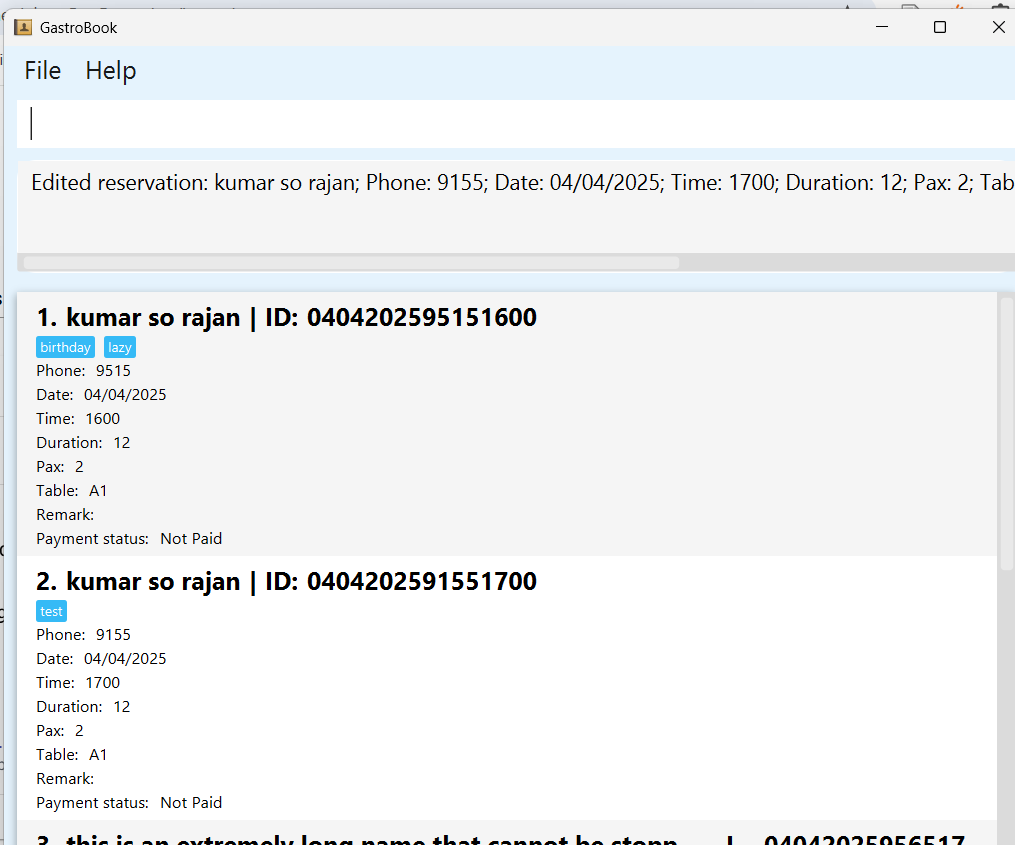 GastroBook
File Help
Edited reservation: kumar so rajan; Phone: 9155; Date: 04/04/2025; Time: 1700; Duration: 12; Pax: 2; Tab
1. kumar so rajan | ID: 0404202595151600
birthday lazy
Phone: 9515
Date: 04/04/2025
Time: 1600
Duration: 12
Pax: 2
Table: A1
Remark:
Payment status: Not Paid
2. kumar so rajan | ID: 0404202591551700
test
Phone: 9155
Date: 04/04/2025
Time: 1700
Duration: 12
Pax: 2
Table: A1
Remark:
Payment status: Not Paid
3. this is an extremely long name that cannot be stopp